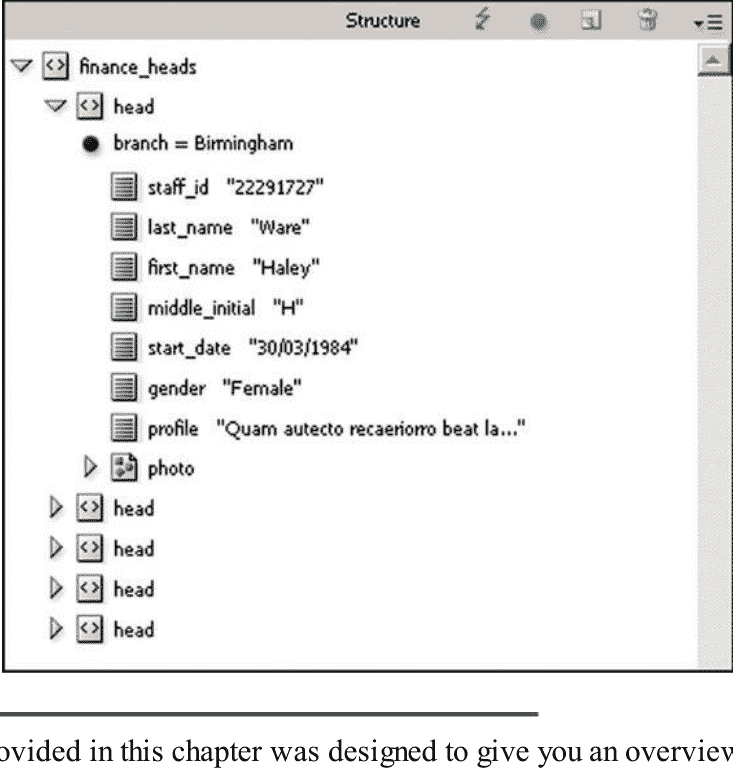 Structure
finance_heads
head
branch = Birmingham
staff_id "22291727"
last_name "Ware"
first_name "Haley"
middle_initial "H"
start_date "30/03/1984"
gender "Female"
profile "Quam autecto recaeriorro beat la..."
photo
head
head
head
head
ovided in this chapter was designed to give you an overview